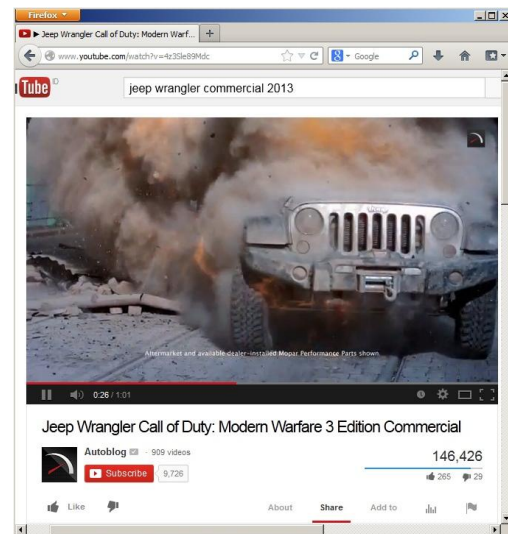 Firefox
Jeep Wrangler Call of Duty: Modern Warf...
www.youtube.com/watch?v=4z3Sle89Mdc
Google
Tube ID
jeep wrangler commercial 2013
Jeep
Aftermarket and available dealer-installed Mopar Performance Parts shown.
0:26 / 1:01
Jeep Wrangler Call of Duty: Modern Warfare 3 Edition Commercial
Autoblog · 909 videos
Subscribe 9,726
146,426
265 29
Like About Share Add to